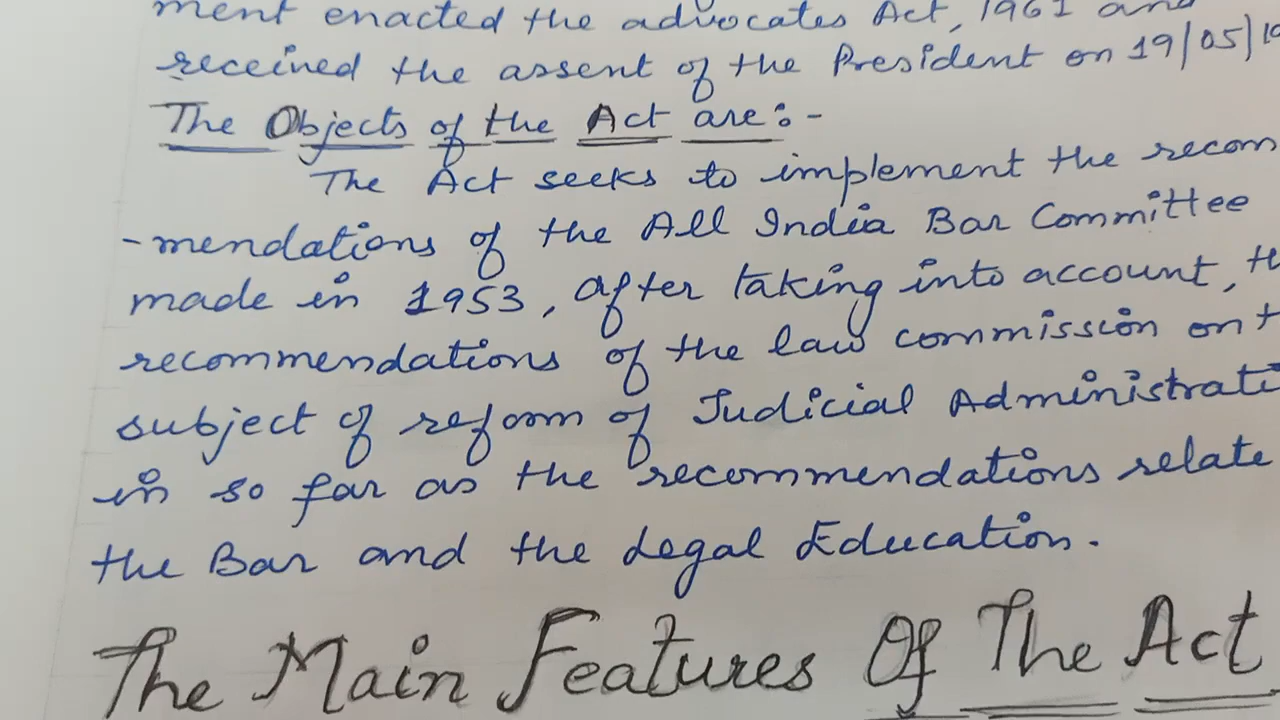 ment enacted the advocates Act, 1961 and
received the assent of the President on 19/05/19
The Objects of the Act are:-
The Act seeks to implement the recom
-mendations of the All India Bar Committee
made in 1953, after taking into account, th
recommendations of the law commission on t
subject of reform of Judicial Administrati
in so far as the recommendations relate
the Bar and the Legal Education.
The Main Features Of The Act